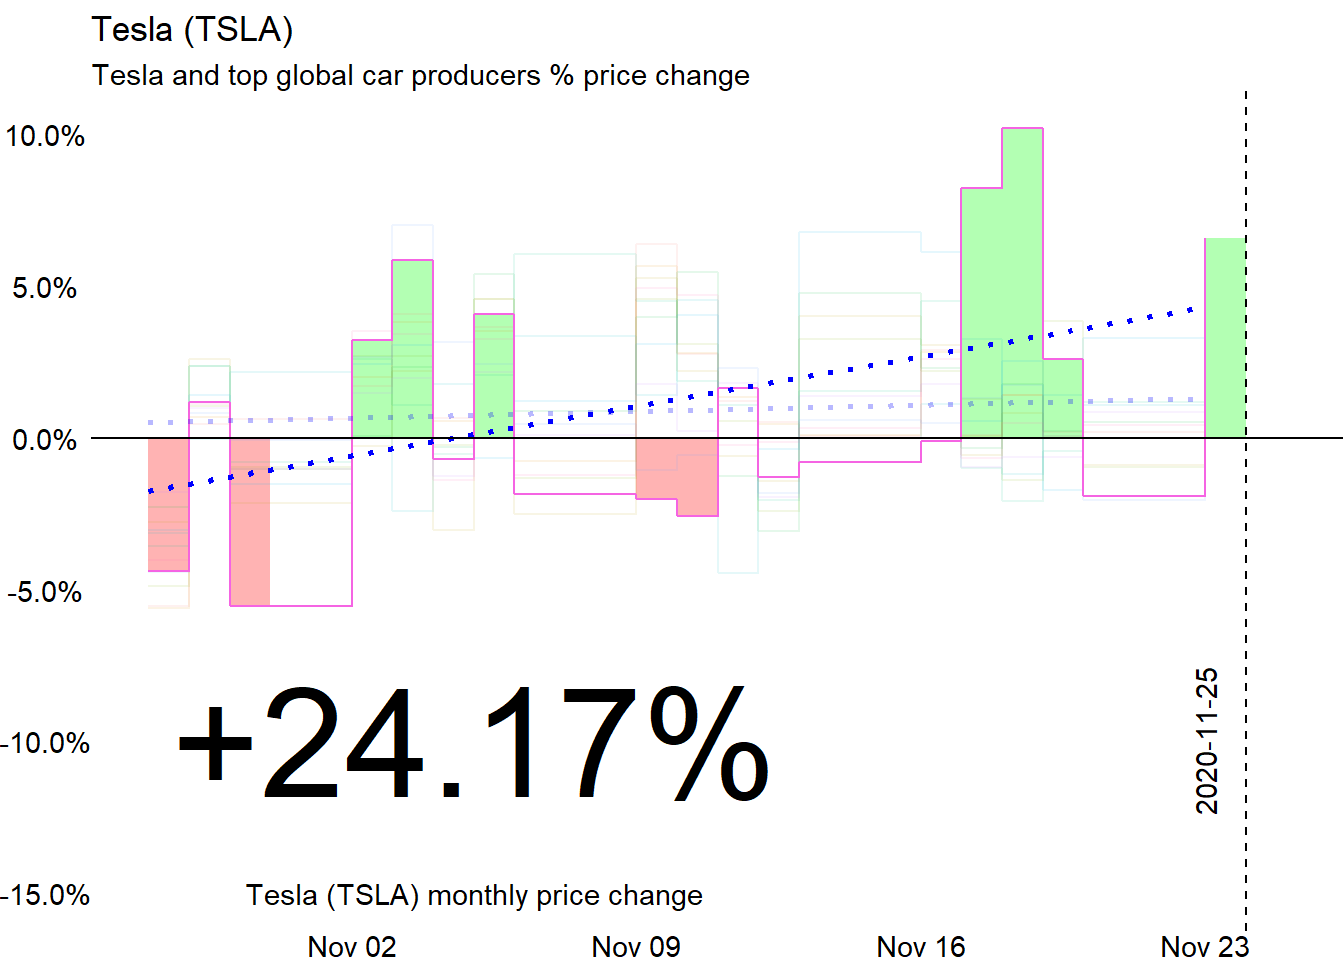 Tesla (TSLA)
Tesla and top global car producers % price change
10.0%
5.0%
0.0%
-5.0%
-10.0%
-15.0%
+24.17%
Tesla (TSLA) monthly price change
2020-11-25
Nov 02
Nov 09
Nov 16
Nov 23